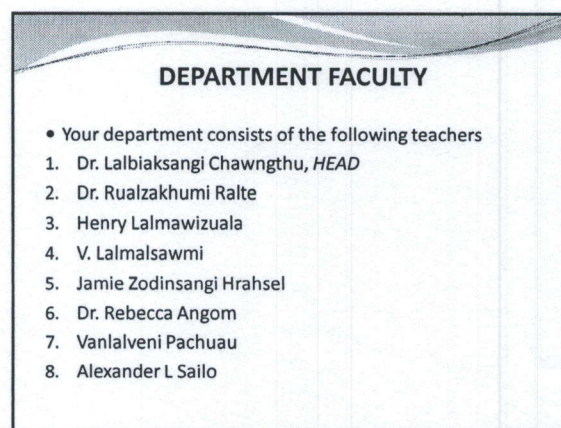 DEPARTMENT FACULTY
• Your department consists of the following teachers
1. Dr. Lalbiaksangi Chawngthu, HEAD
2. Dr. Rualzakhumi Ralte
3. Henry Lalmawizuala
4. V. Lalmalsawmi
5. Jamie Zodinsangi Hrahsel
6. Dr. Rebecca Angom
7. Vanlalveni Pachuau
8. Alexander L Sailo